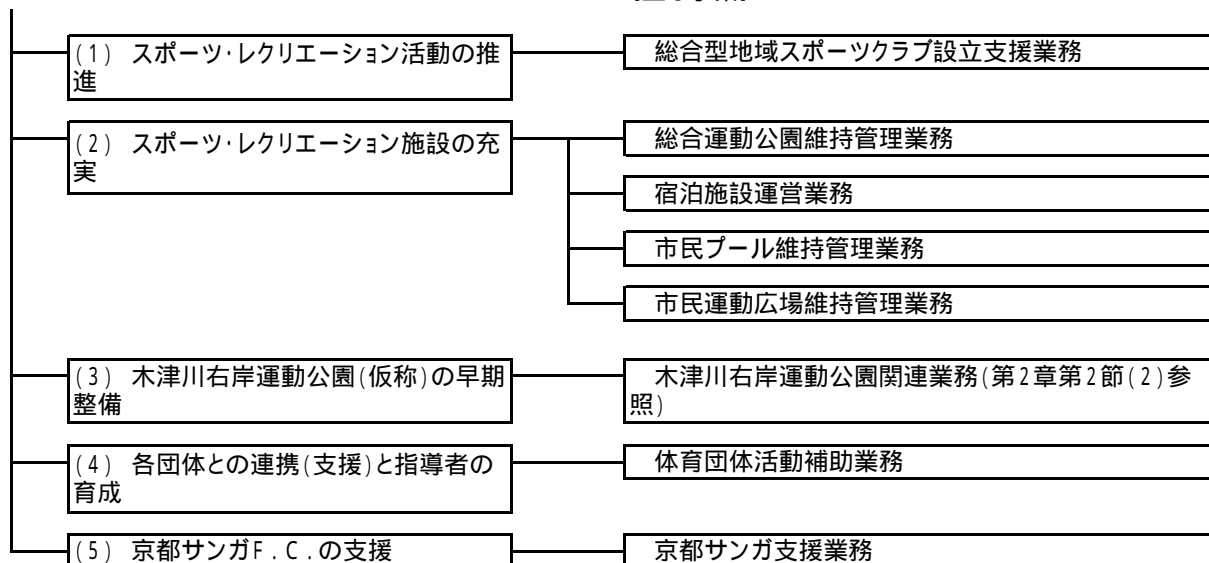 (1) スポーツ・レクリエーション活動の推
進
総合型地域スポーツクラブ設立支援業務
(2) スポーツ・レクリエーション施設の充
実
総合運動公園維持管理業務
宿泊施設運営業務
市民プール維持管理業務
市民運動広場維持管理業務
(3) 木津川右岸運動公園(仮称)の早期
整備
木津川右岸運動公園関連業務(第2章第2節(2)参
照)
(4) 各団体との連携(支援)と指導者の
育成
体育団体活動補助業務
(5) 京都サンガF.C.の支援
京都サンガ支援業務